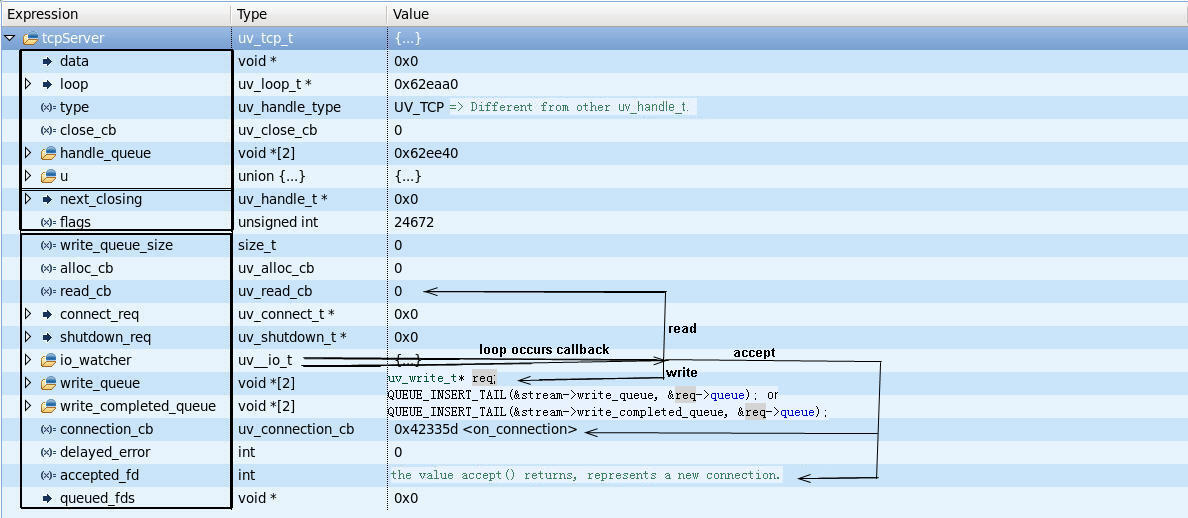 Expression Type Value
tcpServer uv_tcp_t {...}
data void * 0x0
loop uv_loop_t * 0x62eaa0
(x)= type uv_handle_type UV_TCP => Different from other uv_handle_t.
(x)= close_cb uv_close_cb 0
handle_queue void *[2] 0x62ee40
u union {...} {...}
next_closing uv_handle_t * 0x0
(x)= flags unsigned int 24672
(x)= write_queue_size size_t 0
(x)= alloc_cb uv_alloc_cb 0
(x)= read_cb uv_read_cb 0
connect_req uv_connect_t * 0x0
read
shutdown_req uv_shutdown_t * 0x0
loop occurs callback accept
io_watcher uv__io_t {...}
write
write_queue void *[2] uv_write_t* req;
QUEUE_INSERT_TAIL(&stream->write_queue, &req->queue); or
write_completed_queue void *[2] QUEUE_INSERT_TAIL(&stream->write_completed_queue, &req->queue);
(x)= connection_cb uv_connection_cb 0x42335d <on_connection>
(x)= delayed_error int 0
(x)= accepted_fd int the value accept() returns, represents a new connection.
queued_fds void * 0x0